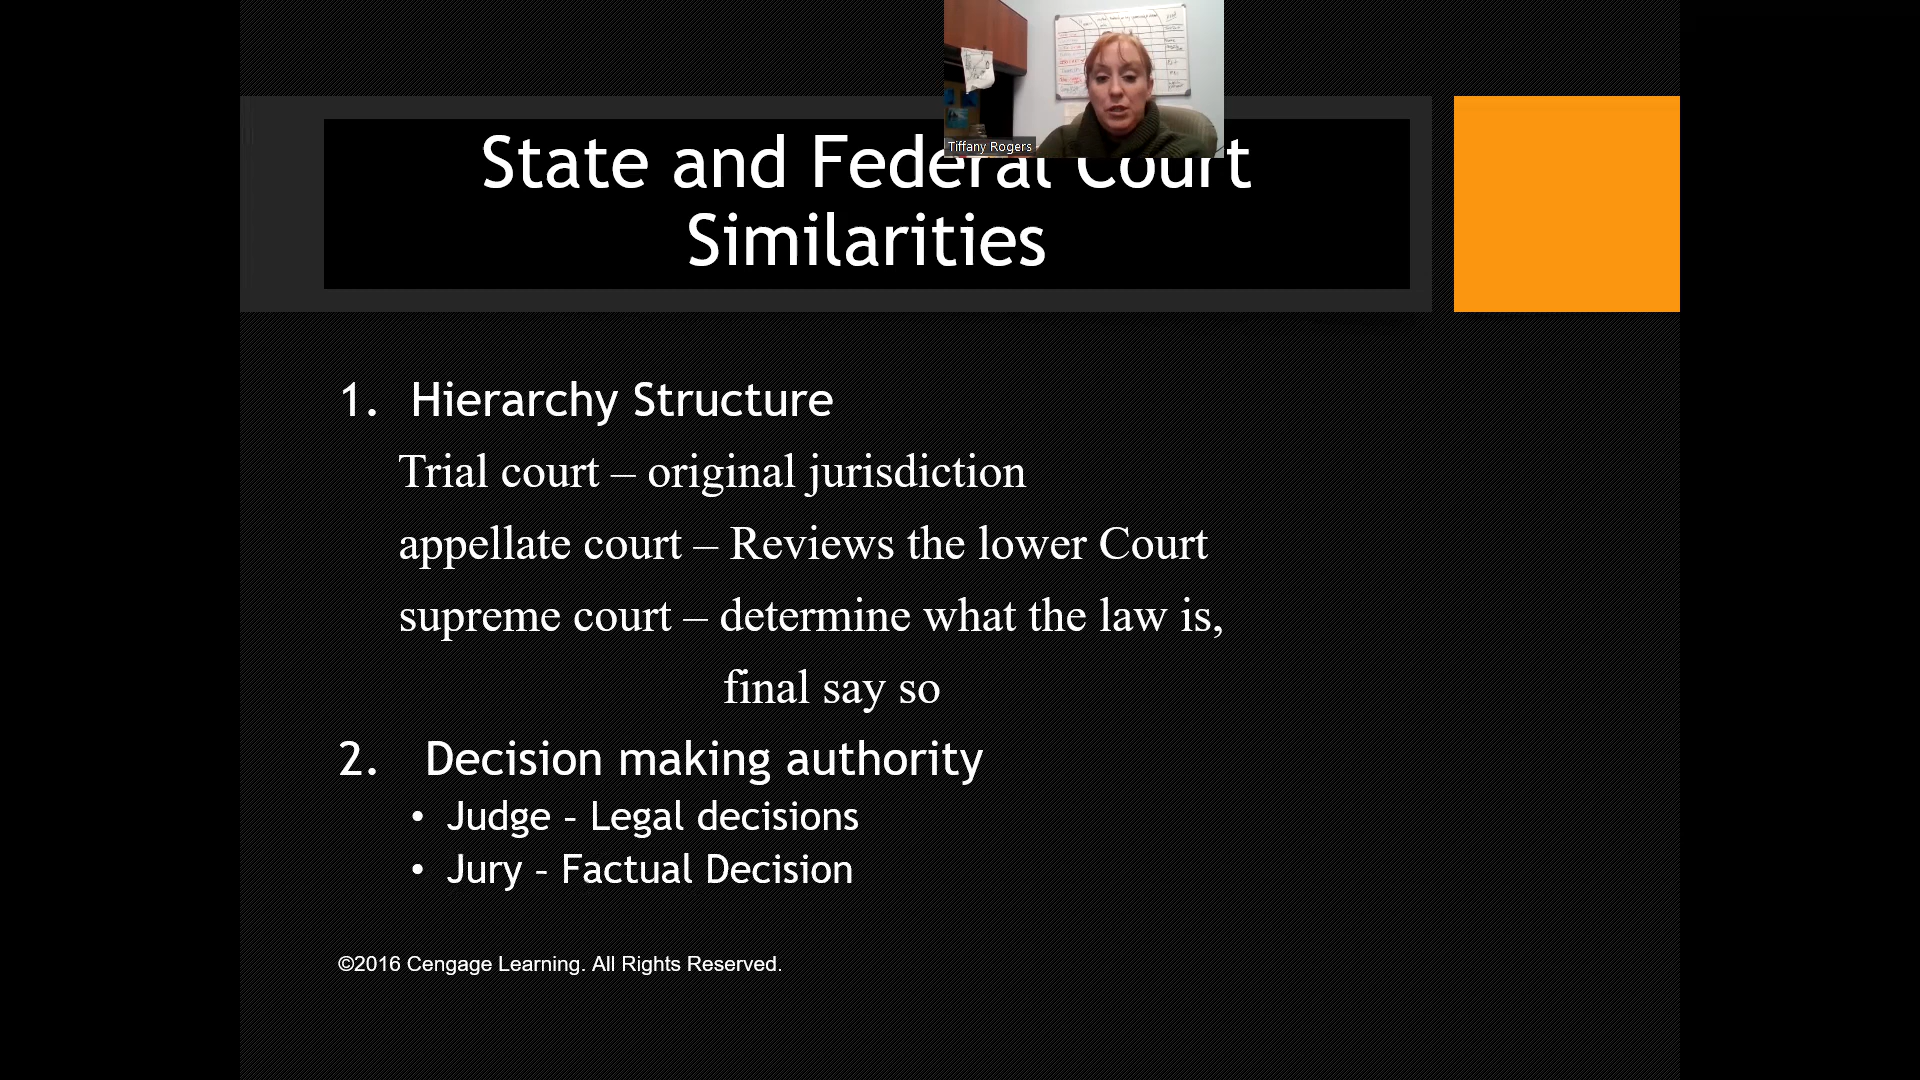 Tiffany Rogers
State and Federal Court
Similarities
1. Hierarchy Structure
Trial court – original jurisdiction
appellate court – Reviews the lower Court
supreme court – determine what the law is,
final say so
2. Decision making authority
• Judge – Legal decisions
• Jury – Factual Decision
©2016 Cengage Learning. All Rights Reserved.